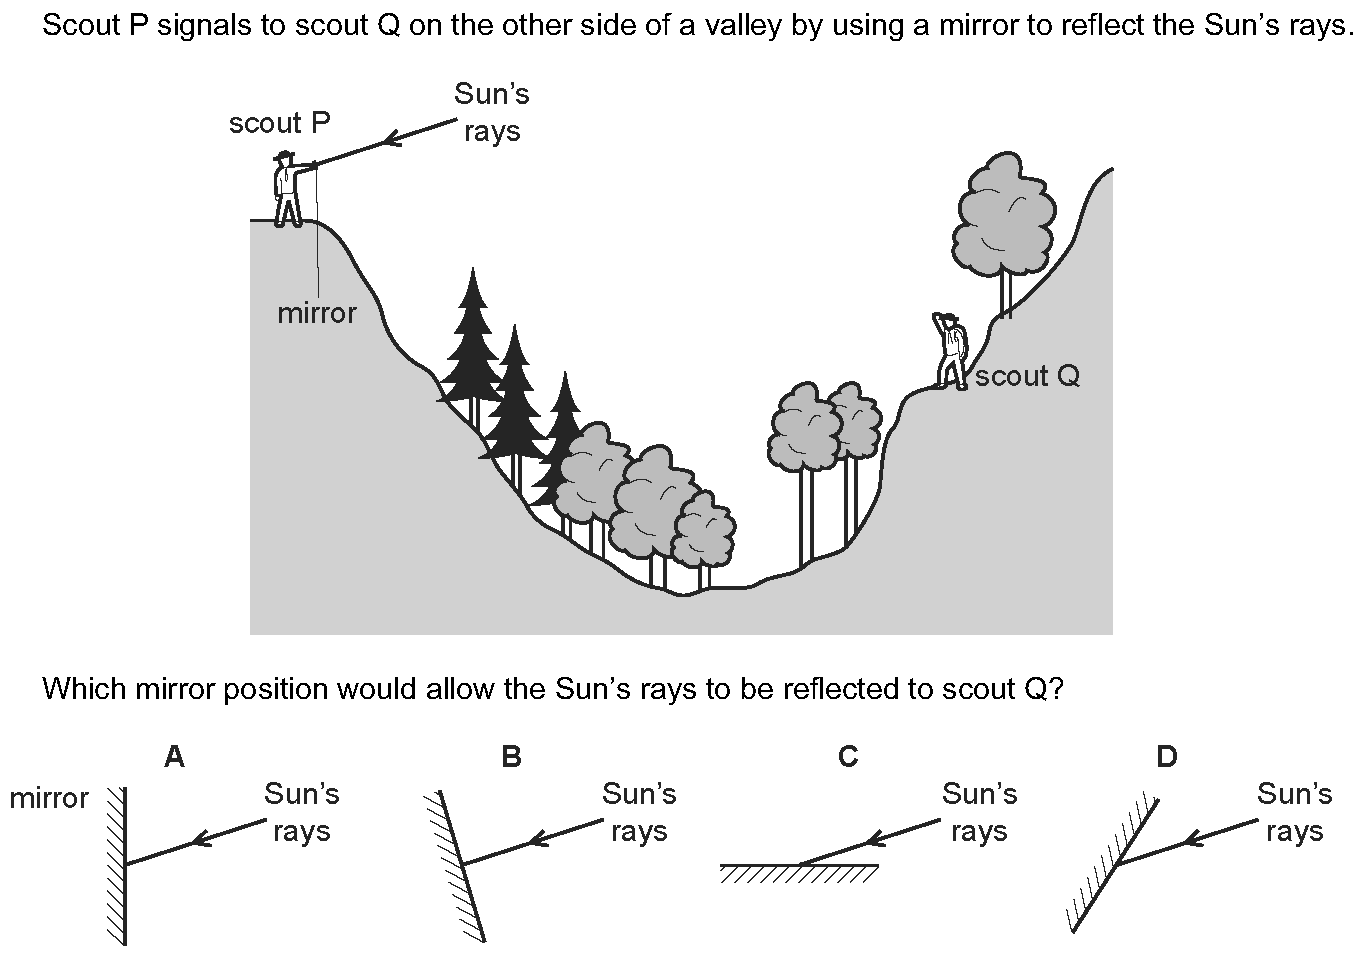 Scout P signals to scout Q on the other side of a valley by using a mirror to reflect the Sun’s rays.
Sun’s
rays
scout P
mirror
scout Q
Which mirror position would allow the Sun’s rays to be reflected to scout Q?
A
B
C
D
mirror
Sun’s
rays
Sun’s
rays
Sun’s
rays
Sun’s
rays